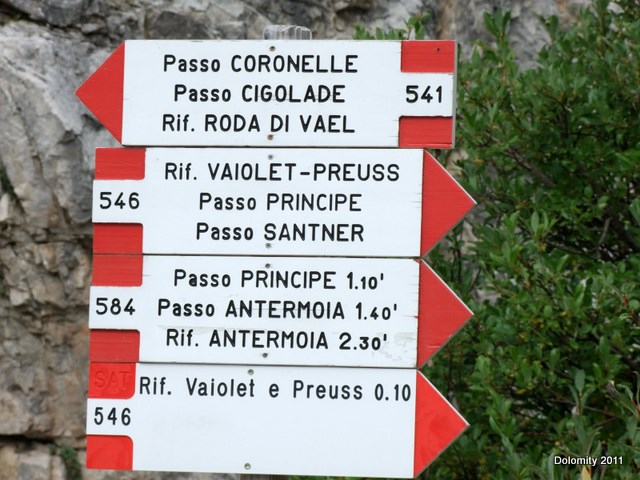 Passo CORONELLE
Passo CIGOLADE
541
Rif. RODA DI VAEL
Rif. VAIOLET-PREUSS
546
Passo PRINCIPE
Passo SANTNER
Passo PRINCIPE 1.10'
584
Passo ANTERMOIA 1.40'
Rif. ANTERMOIA 2.30'
SAT
Rif. Vaiolet e Preuss 0.10
546
Dolomity 2011